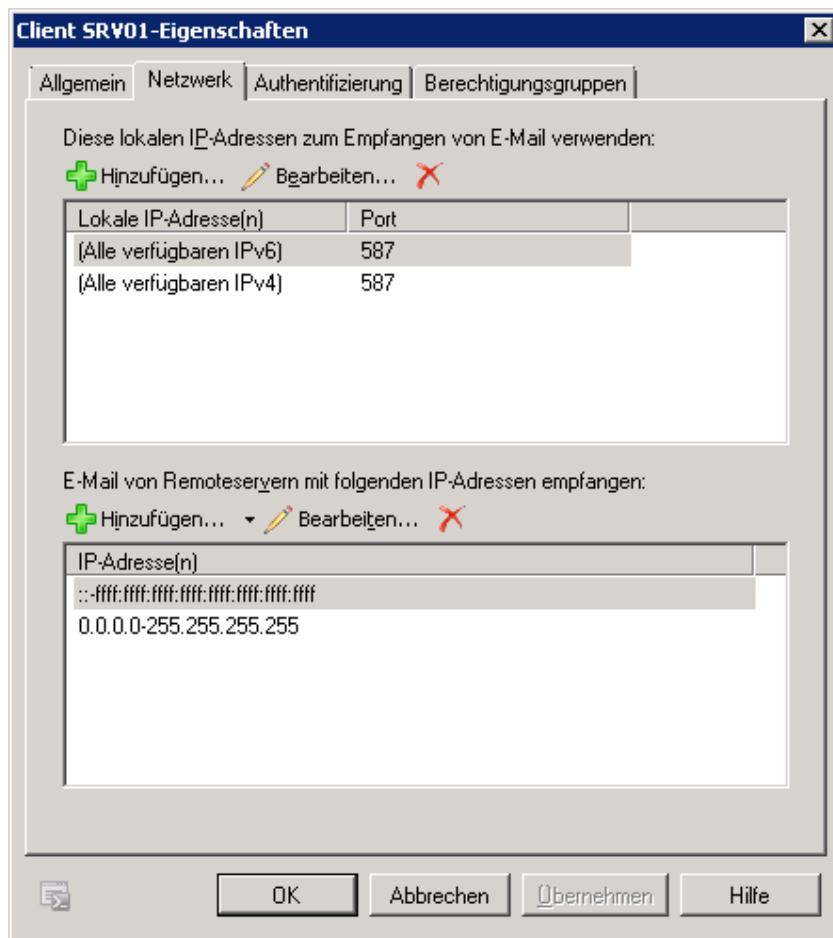 Client SRV01-Eigenschaften
Allgemein Netzwerk Authentifizierung Berechtigungsgruppen
Diese lokalen IP-Adressen zum Empfangen von E-Mail verwenden:
Hinzufügen... Bearbeiten...
Lokale IP-Adresse(n) Port
(Alle verfügbaren IPv6) 587
(Alle verfügbaren IPv4) 587
E-Mail von Remoteservern mit folgenden IP-Adressen empfangen:
Hinzufügen... Bearbeiten...
IP-Adresse(n)
::-ffff:ffff:ffff:ffff:ffff:ffff:ffff:ffff
0.0.0.0-255.255.255.255
OK Abbrechen Übernehmen Hilfe